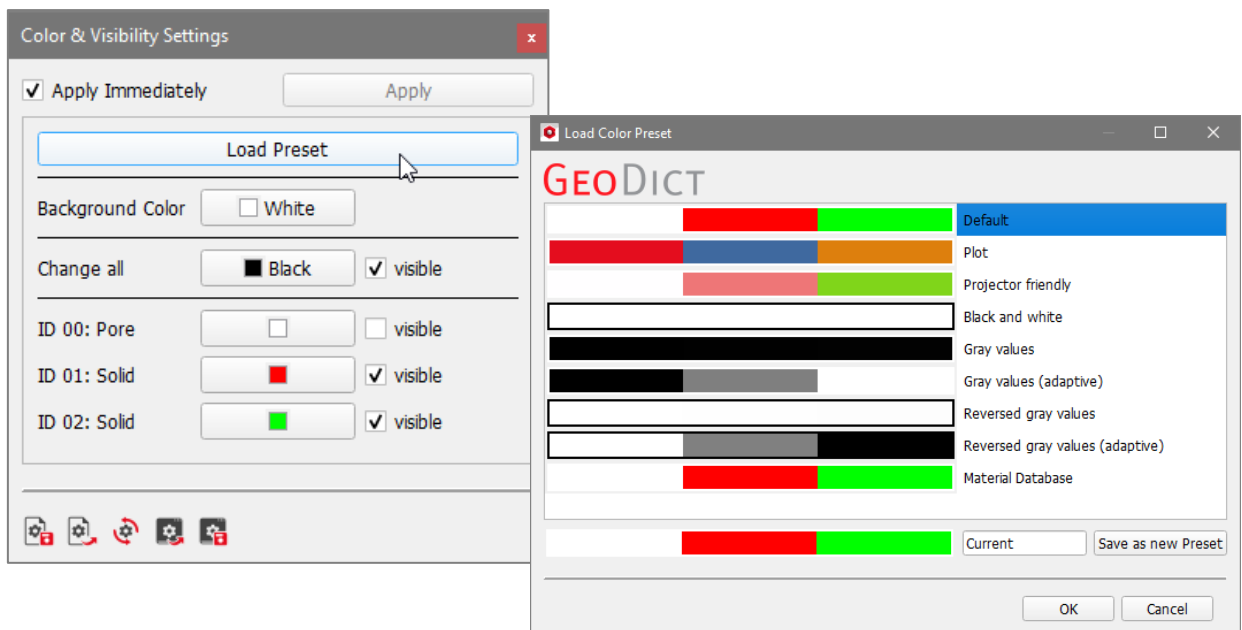 Color & Visibility Settings
x
Apply Immediately
Apply
Load Preset
Background Color
White
Change all
Black
visible
ID 00: Pore
visible
ID 01: Solid
visible
ID 02: Solid
visible
Load Color Preset
GEODICT
Default
Plot
Projector friendly
Black and white
Gray values
Gray values (adaptive)
Reversed gray values
Reversed gray values (adaptive)
Material Database
Current
Save as new Preset
OK
Cancel